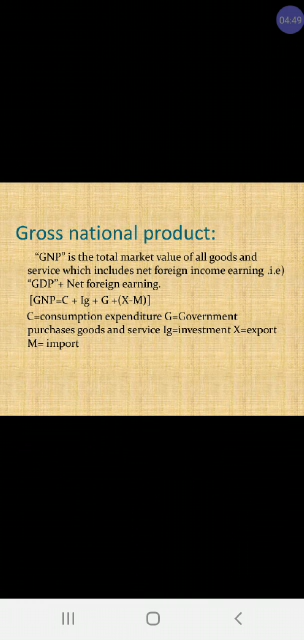 04:49
Gross national product:
"GNP" is the total market value of all goods and
service which includes net foreign income earning .i.e)
"GDP"+ Net foreign earning.
[GNP=C + Ig + G +(X-M)]
C=consumption expenditure G=Government
purchases goods and service Ig=investment X=export
M= import